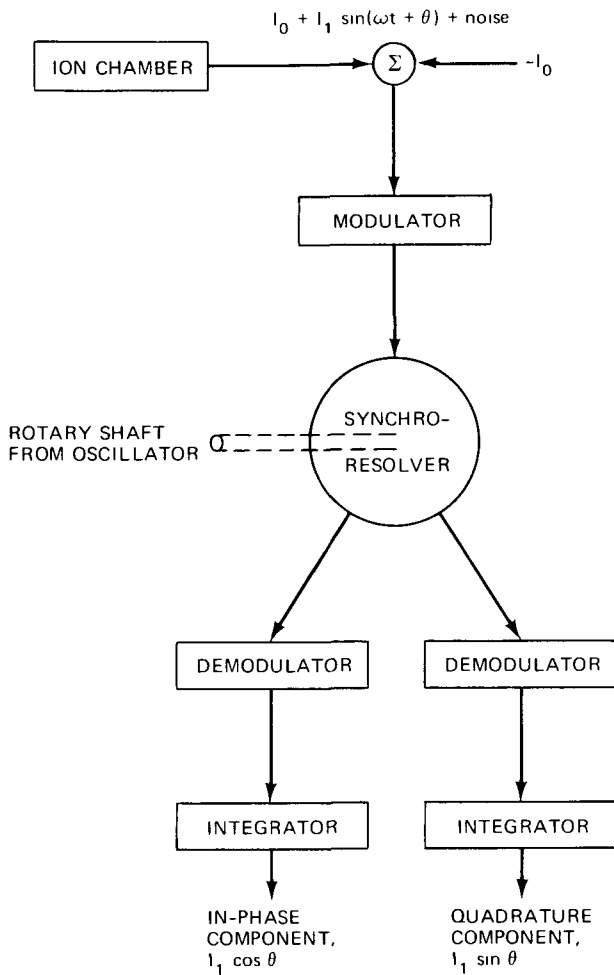 I₀ + I₁ sin(ωt + θ) + noise
ION CHAMBER
Σ
-I₀
MODULATOR
SYNCHRO-
RESOLVER
ROTARY SHAFT
FROM OSCILLATOR
DEMODULATOR
DEMODULATOR
INTEGRATOR
INTEGRATOR
IN-PHASE
COMPONENT,
I₁ cos θ
QUADRATURE
COMPONENT,
I₁ sin θ